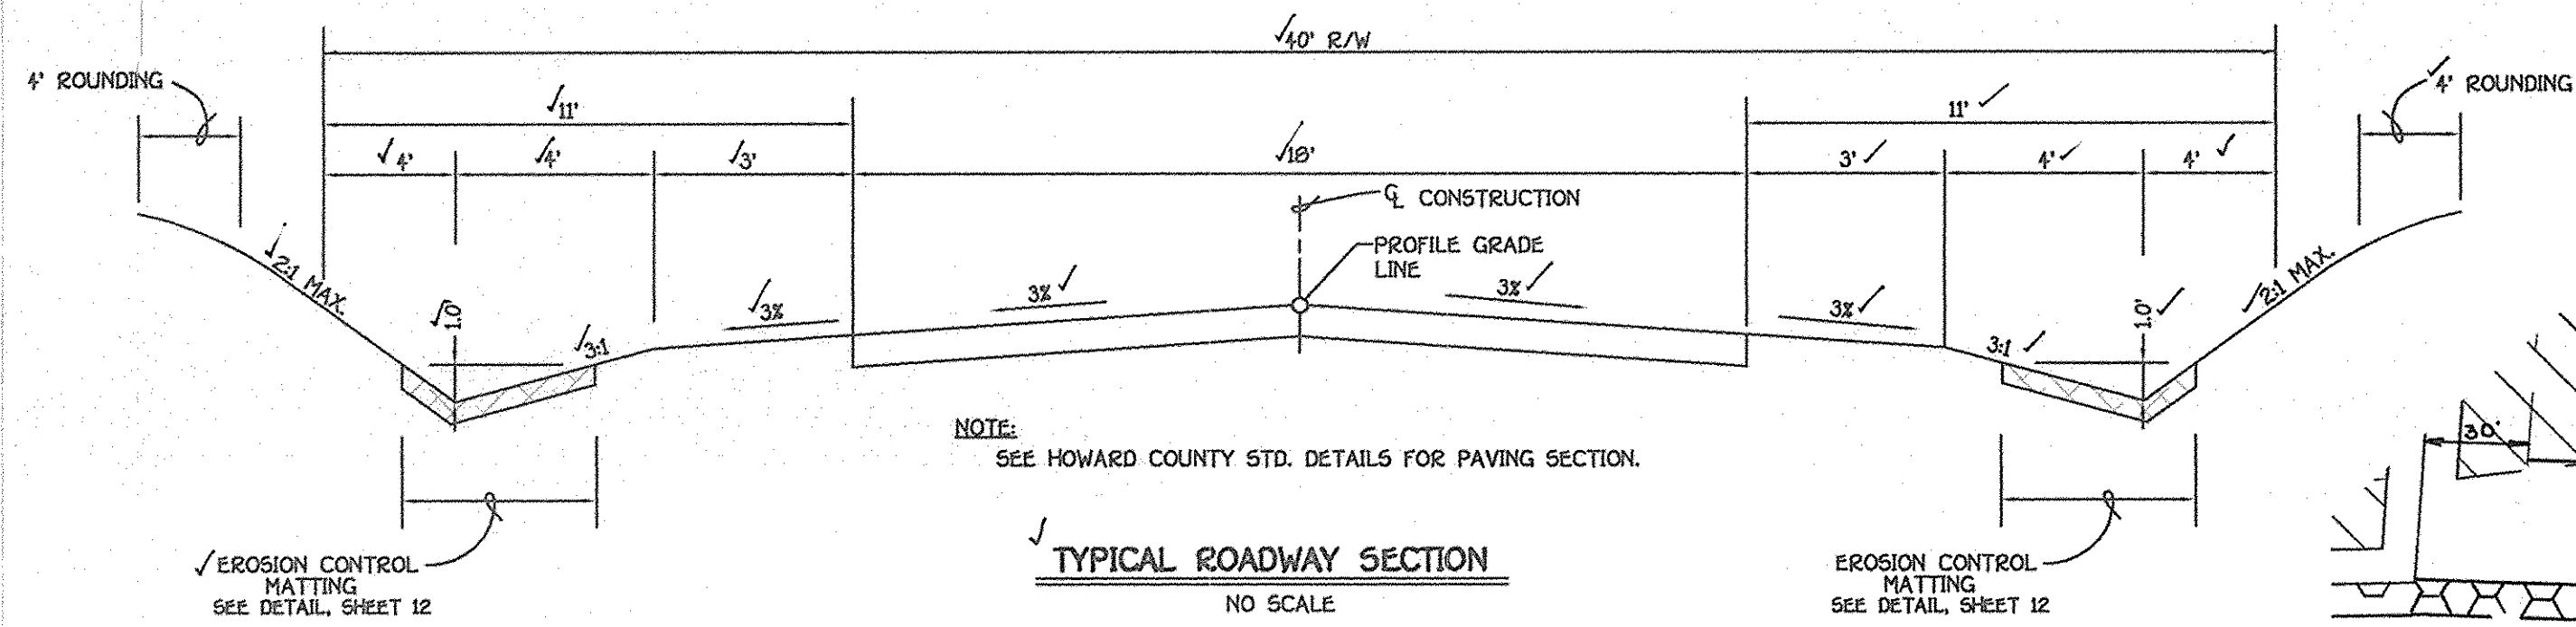 40' R/W
4' ROUNDING
4' ROUNDING
11'
11'
4'
4'
3'
18'
3'
4'
4'
℄ CONSTRUCTION
PROFILE GRADE
LINE
2:1 MAX.
1.0'
3:1
3%
3%
3%
3%
3:1
1.0'
2:1 MAX.
NOTE:
SEE HOWARD COUNTY STD. DETAILS FOR PAVING SECTION.
30'
EROSION CONTROL
MATTING
SEE DETAIL, SHEET 12
TYPICAL ROADWAY SECTION
NO SCALE
EROSION CONTROL
MATTING
SEE DETAIL, SHEET 12